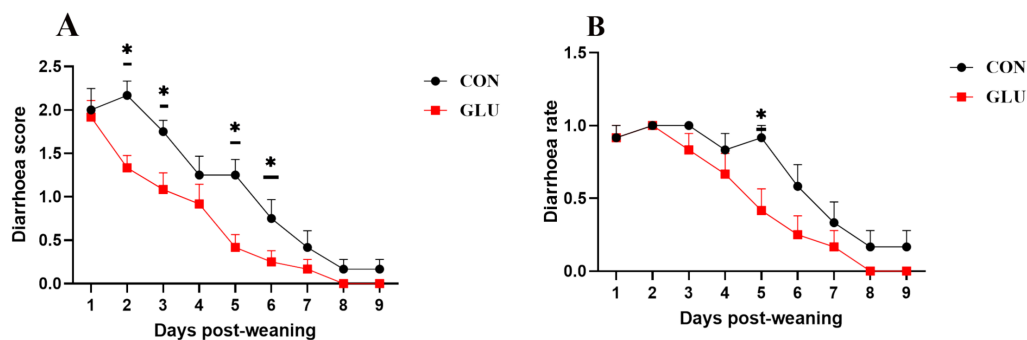 A
Diarrhoea score
2.5
2.0
1.5
1.0
0.5
0.0
* * * *
1 2 3 4 5 6 7 8 9
Days post-weaning
CON
GLU
B
Diarrhoea rate
1.5
1.0
0.5
0.0
*
1 2 3 4 5 6 7 8 9
Days post-weaning
CON
GLU